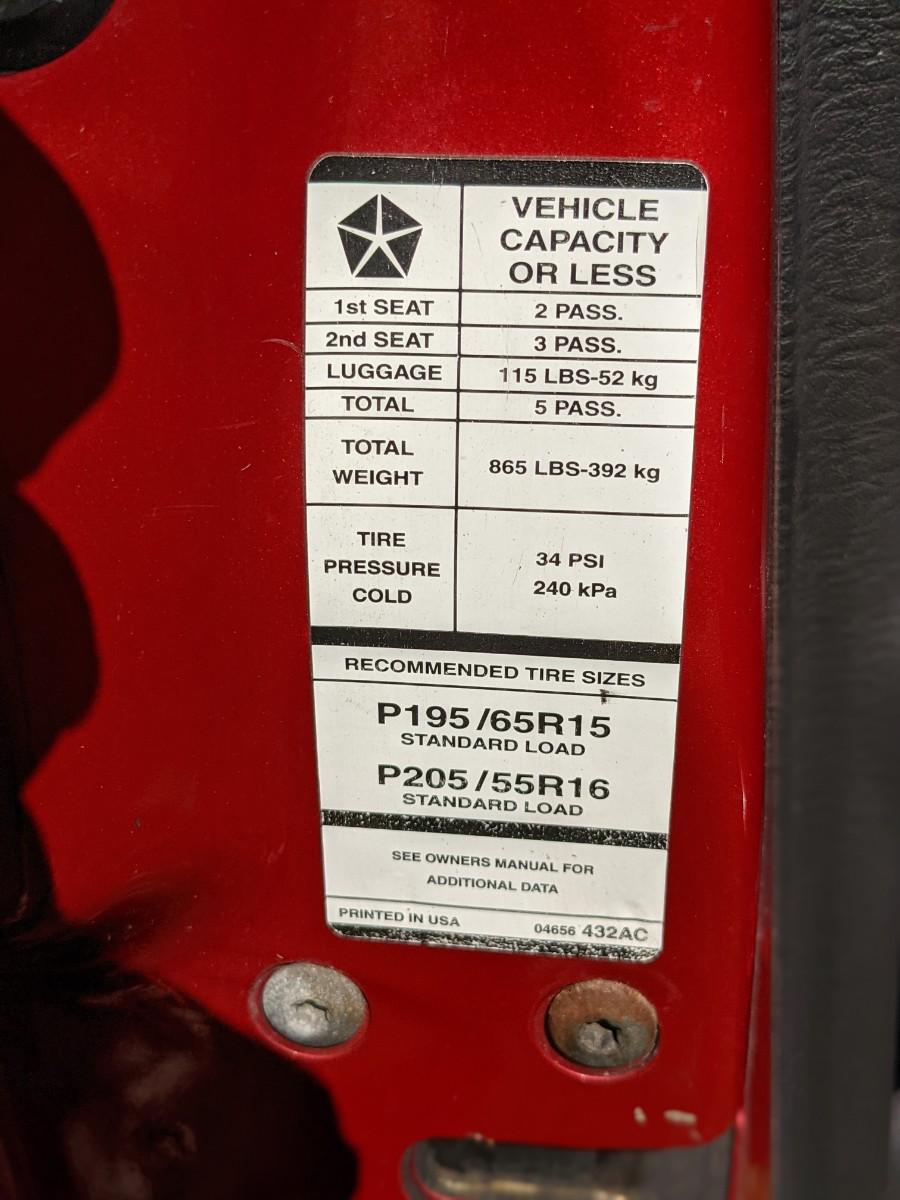 VEHICLE
CAPACITY
OR LESS
1st SEAT 2 PASS.
2nd SEAT 3 PASS.
LUGGAGE 115 LBS-52 kg
TOTAL 5 PASS.
TOTAL
WEIGHT
865 LBS-392 kg
TIRE
PRESSURE
COLD
34 PSI
240 kPa
RECOMMENDED TIRE SIZES
P195/65R15
STANDARD LOAD
P205/55R16
STANDARD LOAD
SEE OWNERS MANUAL FOR
ADDITIONAL DATA
PRINTED IN USA 04656 432AC